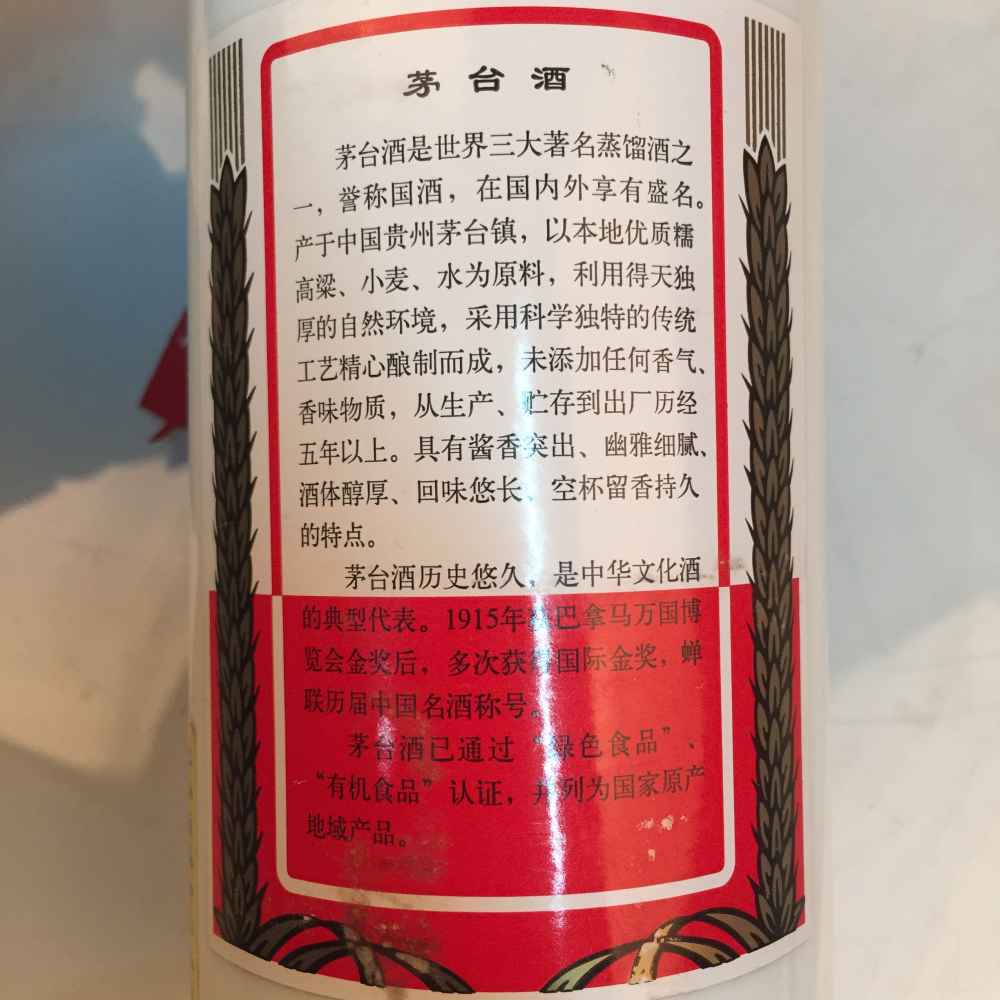 茅台酒
茅台酒是世界三大著名蒸馏酒之
一，誉称国酒，在国内外享有盛名。
产于中国贵州茅台镇，以本地优质糯
高粱、小麦、水为原料，利用得天独
厚的自然环境，采用科学独特的传统
工艺精心酿制而成，未添加任何香气、
香味物质，从生产、贮存到出厂历经
五年以上。具有酱香突出、幽雅细腻、
酒体醇厚、回味悠长、空杯留香持久
的特点。
茅台酒历史悠久，是中华文化酒
的典型代表。1915年 巴拿马万国博
览会金奖后，多次获得国际金奖，蝉
联历届中国名酒称号。
茅台酒已通过“绿色食品”、
“有机食品”认证，并列为国家原产
地域产品。